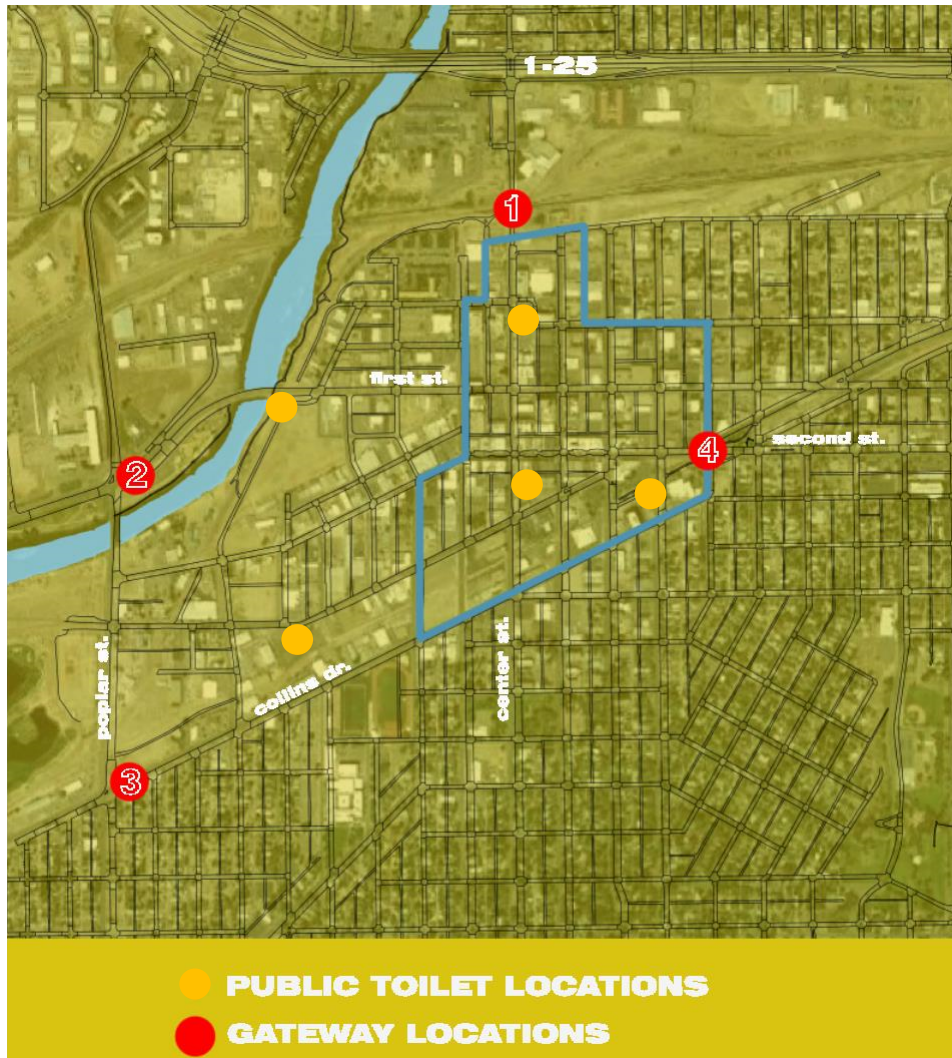 1-25
1
first st.
second st.
4
2
poplar st.
center st.
collins dr.
3
PUBLIC TOILET LOCATIONS
GATEWAY LOCATIONS